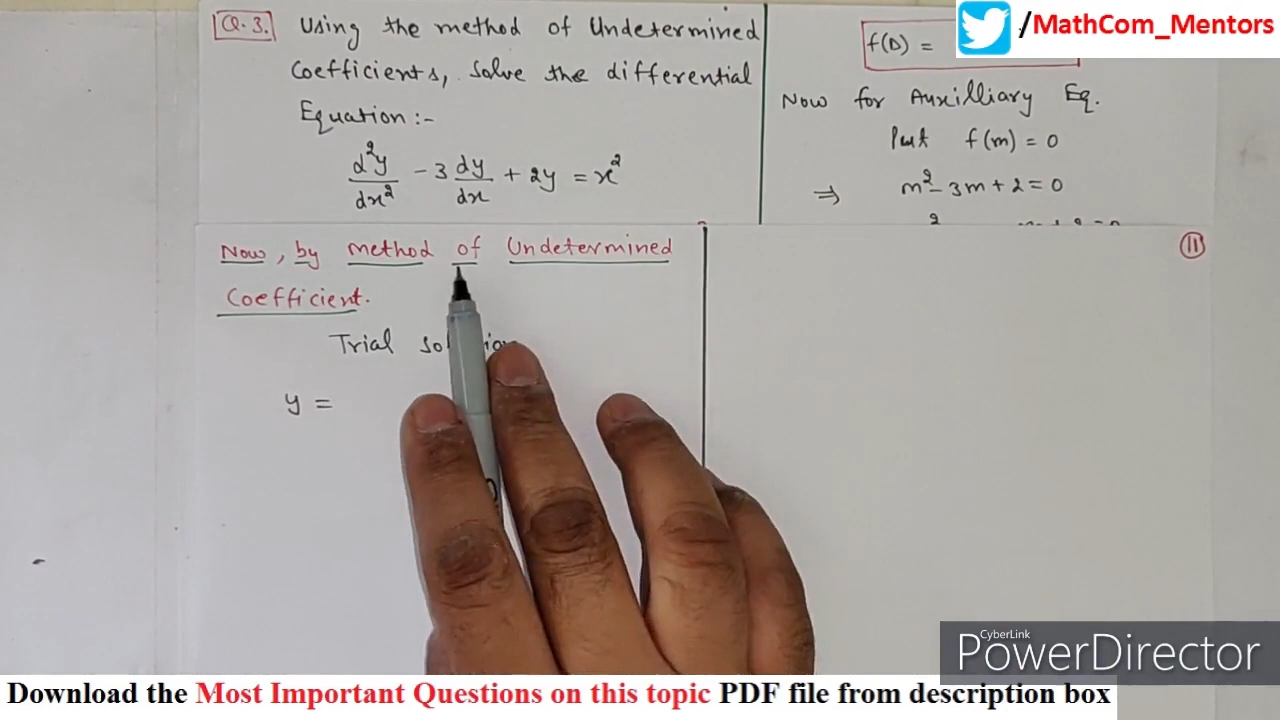 Q.3. Using the method of Undetermined
Coefficients, Solve the differential
Equation :-
d²y/dx² - 3 dy/dx + 2y = x²
f(D) =
/MathCom_Mentors
Now for Auxilliary Eq.
Put f(m) = 0
⇒ m² - 3m + 2 = 0
11
Now, by method of Undetermined
Coefficient.
Trial
y =
CyberLink
PowerDirector
Download the Most Important Questions on this topic PDF file from description box